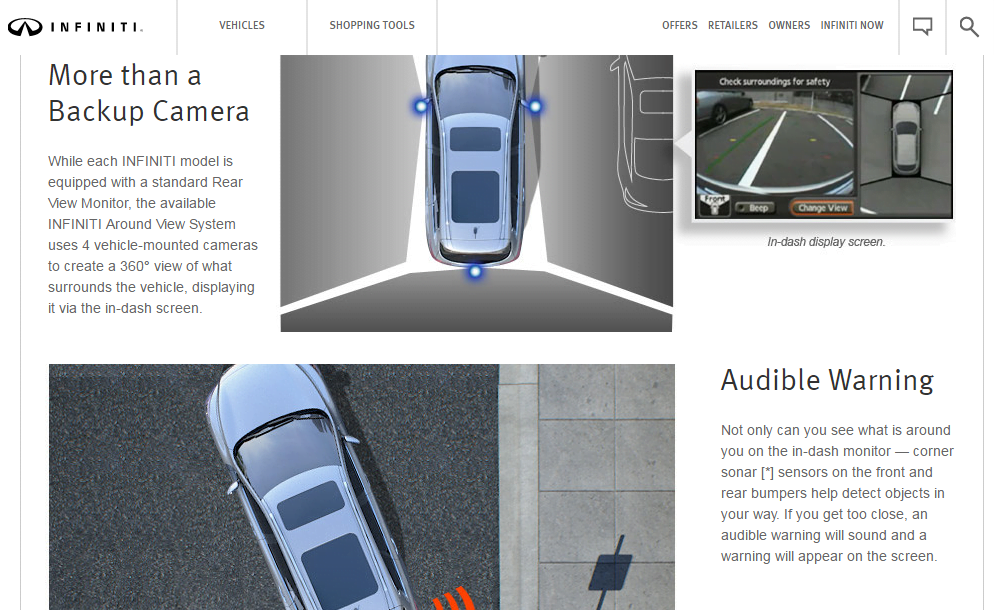 INFINITI.
VEHICLES
SHOPPING TOOLS
OFFERS RETAILERS OWNERS INFINITI NOW
More than a
Backup Camera
While each INFINITI model is
equipped with a standard Rear
View Monitor, the available
INFINITI Around View System
uses 4 vehicle-mounted cameras
to create a 360° view of what
surrounds the vehicle, displaying
it via the in-dash screen.
Check surroundings for safety
Front
Beep
Change View
In-dash display screen.
Audible Warning
Not only can you see what is around
you on the in-dash monitor — corner
sonar [*] sensors on the front and
rear bumpers help detect objects in
your way. If you get too close, an
audible warning will sound and a
warning will appear on the screen.